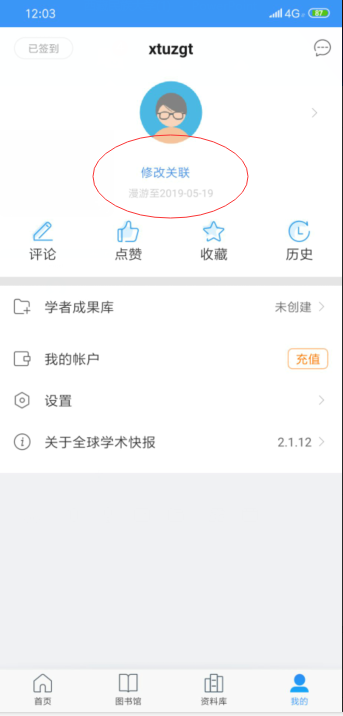 12:03
4G
87
已签到
xtuzgt
修改关联
漫游至2019-05-19
评论
点赞
收藏
历史
学者成果库
未创建
我的帐户
充值
设置
关于全球学术快报
2.1.12
首页
图书馆
资料库
我的